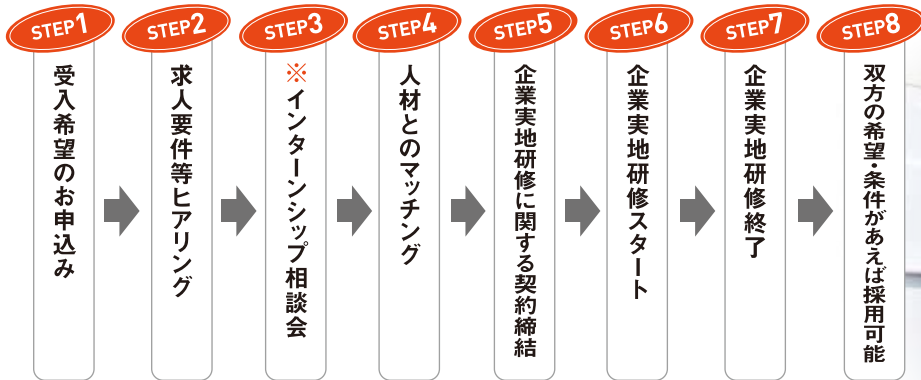 STEP1
受入希望のお申込み
STEP2
求人要件等ヒアリング
STEP3
※インターンシップ相談会
STEP4
人材とのマッチング
STEP5
企業実地研修に関する契約締結
STEP6
企業実地研修スタート
STEP7
企業実地研修終了
STEP8
双方の希望・条件があえば採用可能